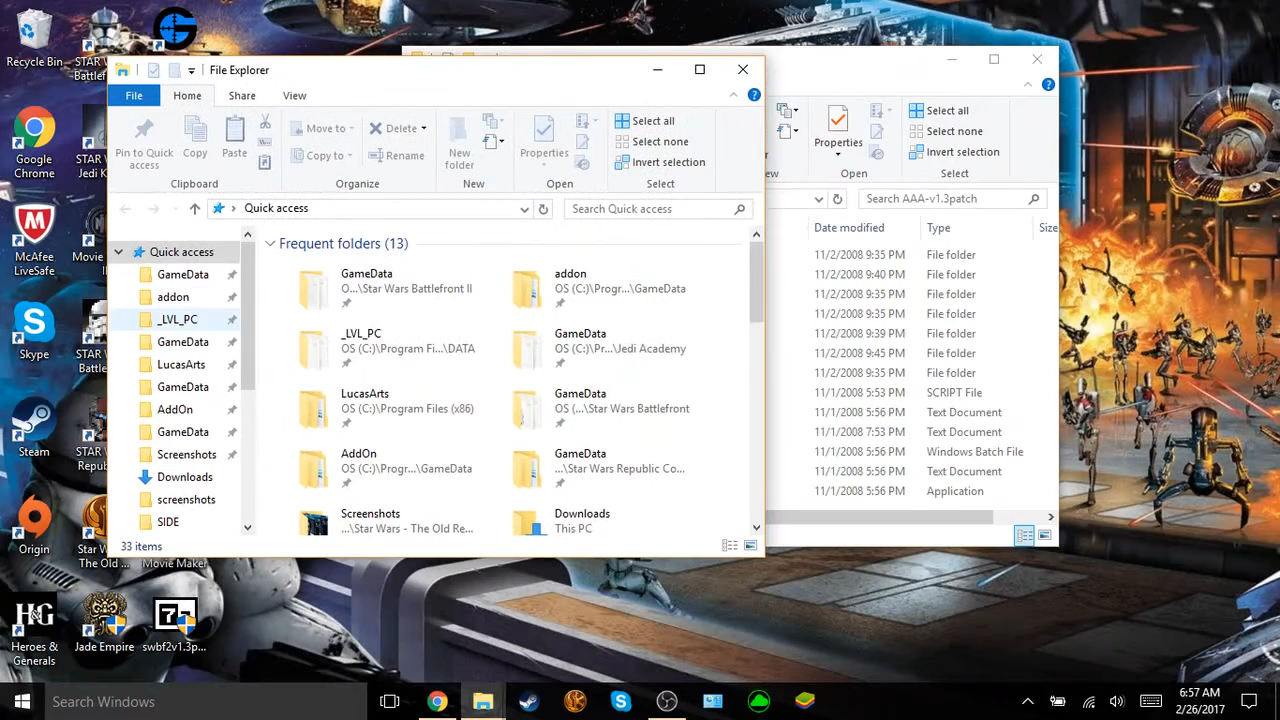 Recycle Bin
STAR
Battlef
Google
Chrome
STAR
Jedi K
McAfee
LiveSafe
Movie
Skype
STAR
Battlef
Steam
STAR
Repub
Origin
Star W
The Old ...
Movie Maker
Heroes &
Generals
Jade Empire
swbf2v1.3p...
File Explorer
File
Home
Share
View
Pin to Quick
access
Copy
Paste
Clipboard
Move to
Copy to
Delete
Rename
Organize
New
folder
New
Properties
Open
Select all
Select none
Invert selection
Select
Quick access
Search Quick access
Quick access
GameData
addon
_LVL_PC
GameData
LucasArts
GameData
AddOn
GameData
Screenshots
Downloads
screenshots
SIDE
Frequent folders (13)
GameData
O...\Star Wars Battlefront II
addon
OS (C:)\Progr...\GameData
_LVL_PC
OS (C:)\Program Fi...\DATA
GameData
OS (C:)\Pr...\Jedi Academy
LucasArts
OS (C:)\Program Files (x86)
GameData
OS (...\Star Wars Battlefront
AddOn
OS (C:)\Progr...\GameData
GameData
...\Star Wars Republic Co...
Screenshots
...\Star Wars - The Old Re...
Downloads
This PC
33 items
Properties
Open
Select all
Select none
Invert selection
Select
Search AAA-v1.3patch
Date modified
Type
Size
11/2/2008 9:35 PM
File folder
11/2/2008 9:40 PM
File folder
11/2/2008 9:35 PM
File folder
11/2/2008 9:35 PM
File folder
11/2/2008 9:39 PM
File folder
11/2/2008 9:45 PM
File folder
11/2/2008 9:35 PM
File folder
11/1/2008 5:53 PM
SCRIPT File
11/1/2008 5:56 PM
Text Document
11/1/2008 7:53 PM
Text Document
11/1/2008 5:56 PM
Windows Batch File
11/1/2008 5:56 PM
Text Document
11/1/2008 5:56 PM
Application
Search Windows
6:57 AM
2/26/2017